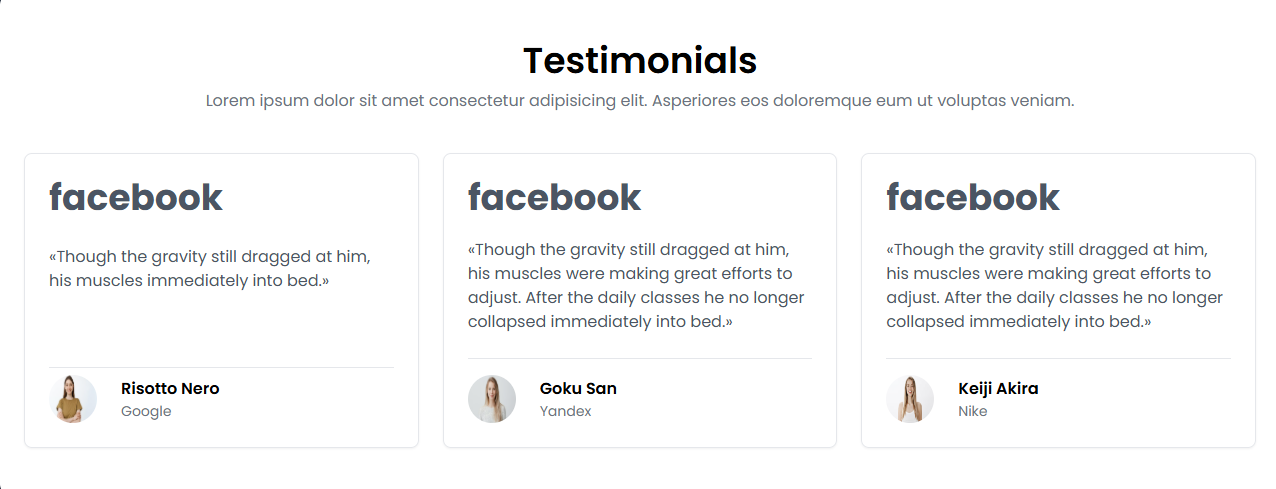 Testimonials
Lorem ipsum dolor sit amet consectetur adipisicing elit. Asperiores eos doloremque eum ut voluptas veniam.
facebook
«Though the gravity still dragged at him,
his muscles immediately into bed.»
Risotto Nero
Google
facebook
«Though the gravity still dragged at him,
his muscles were making great efforts to
adjust. After the daily classes he no longer
collapsed immediately into bed.»
Goku San
Yandex
facebook
«Though the gravity still dragged at him,
his muscles were making great efforts to
adjust. After the daily classes he no longer
collapsed immediately into bed.»
Keiji Akira
Nike